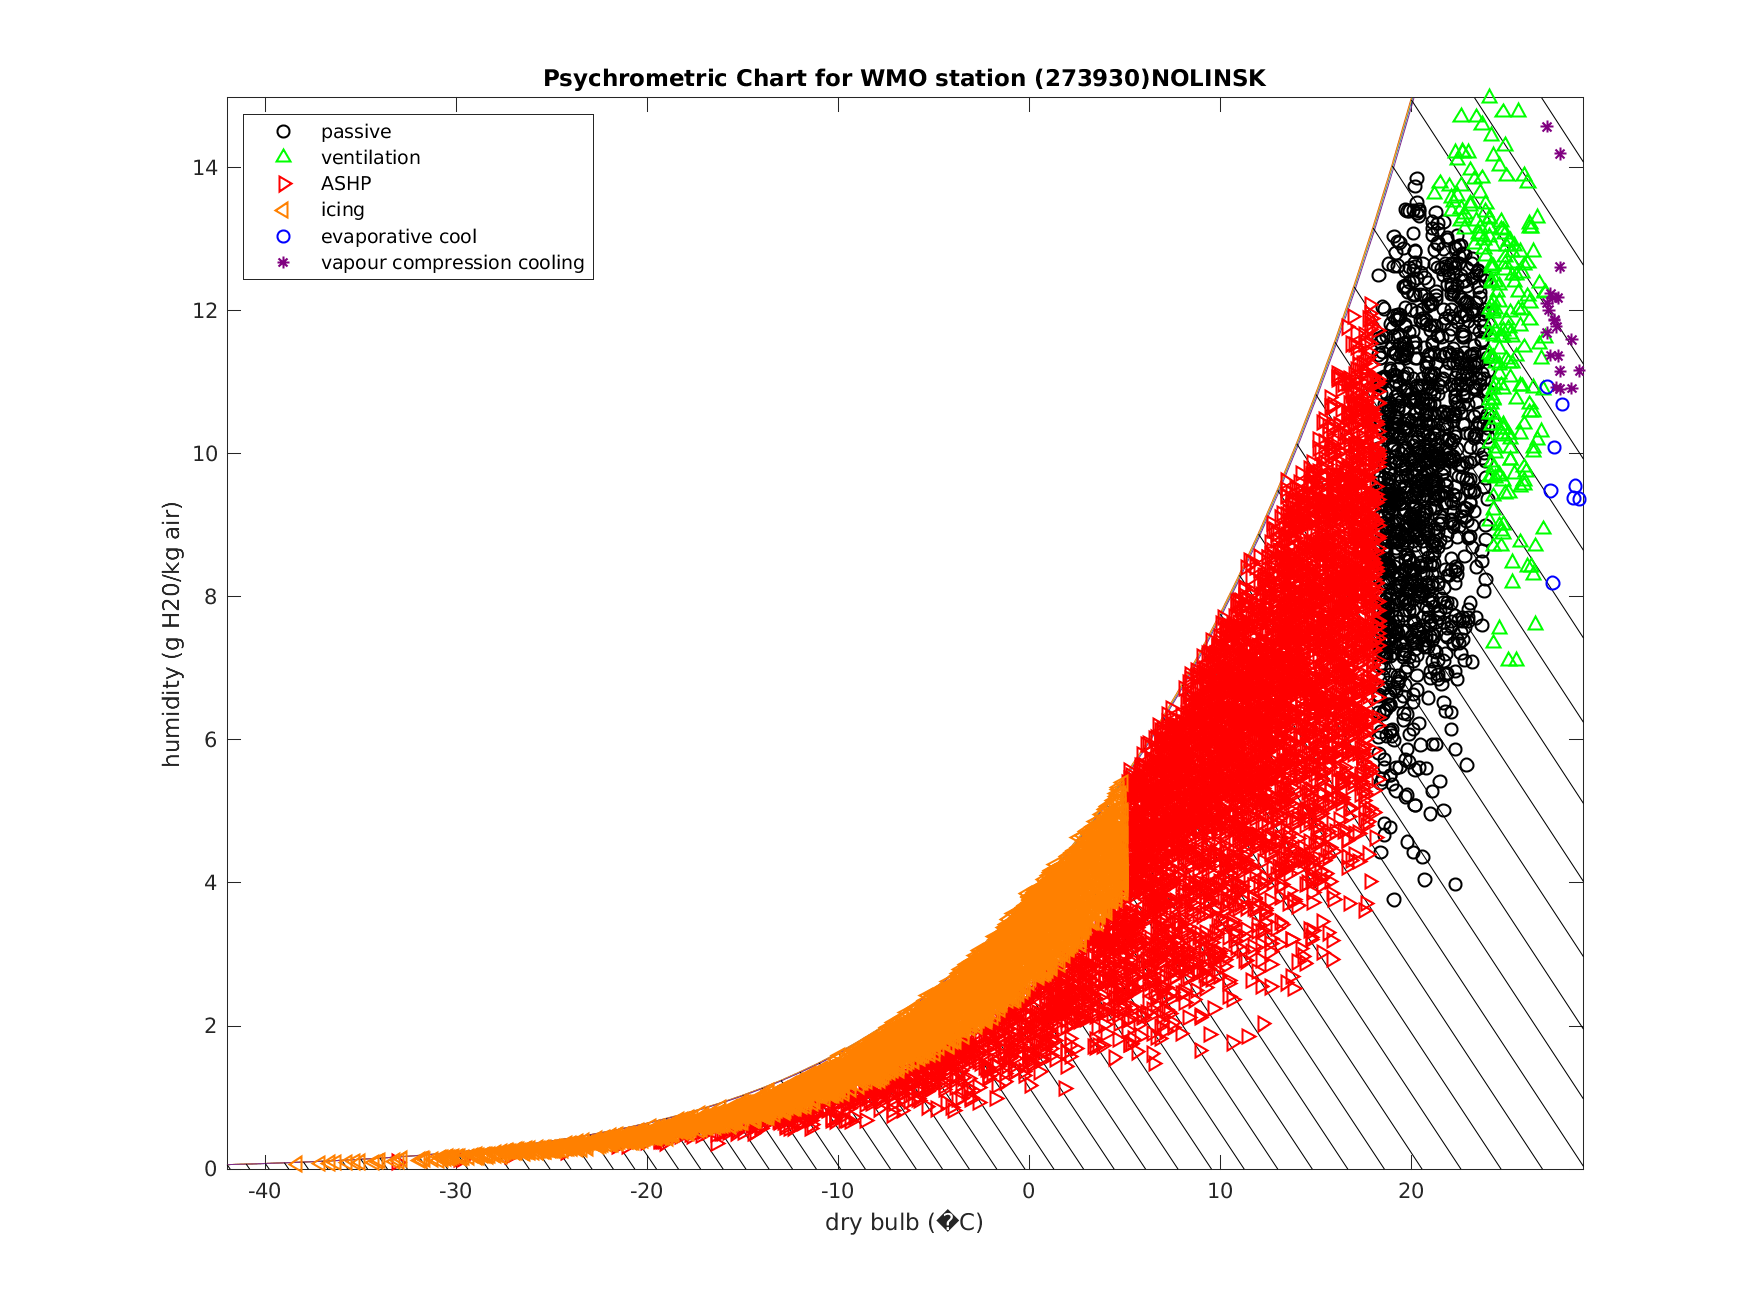 Psychrometric Chart for WMO station (273930)NOLINSK
passive
ventilation
ASHP
icing
evaporative cool
vapour compression cooling
humidity (g H20/kg air)
14
12
10
8
6
4
2
0
-40 -30 -20 -10 0 10 20
dry bulb (�C)